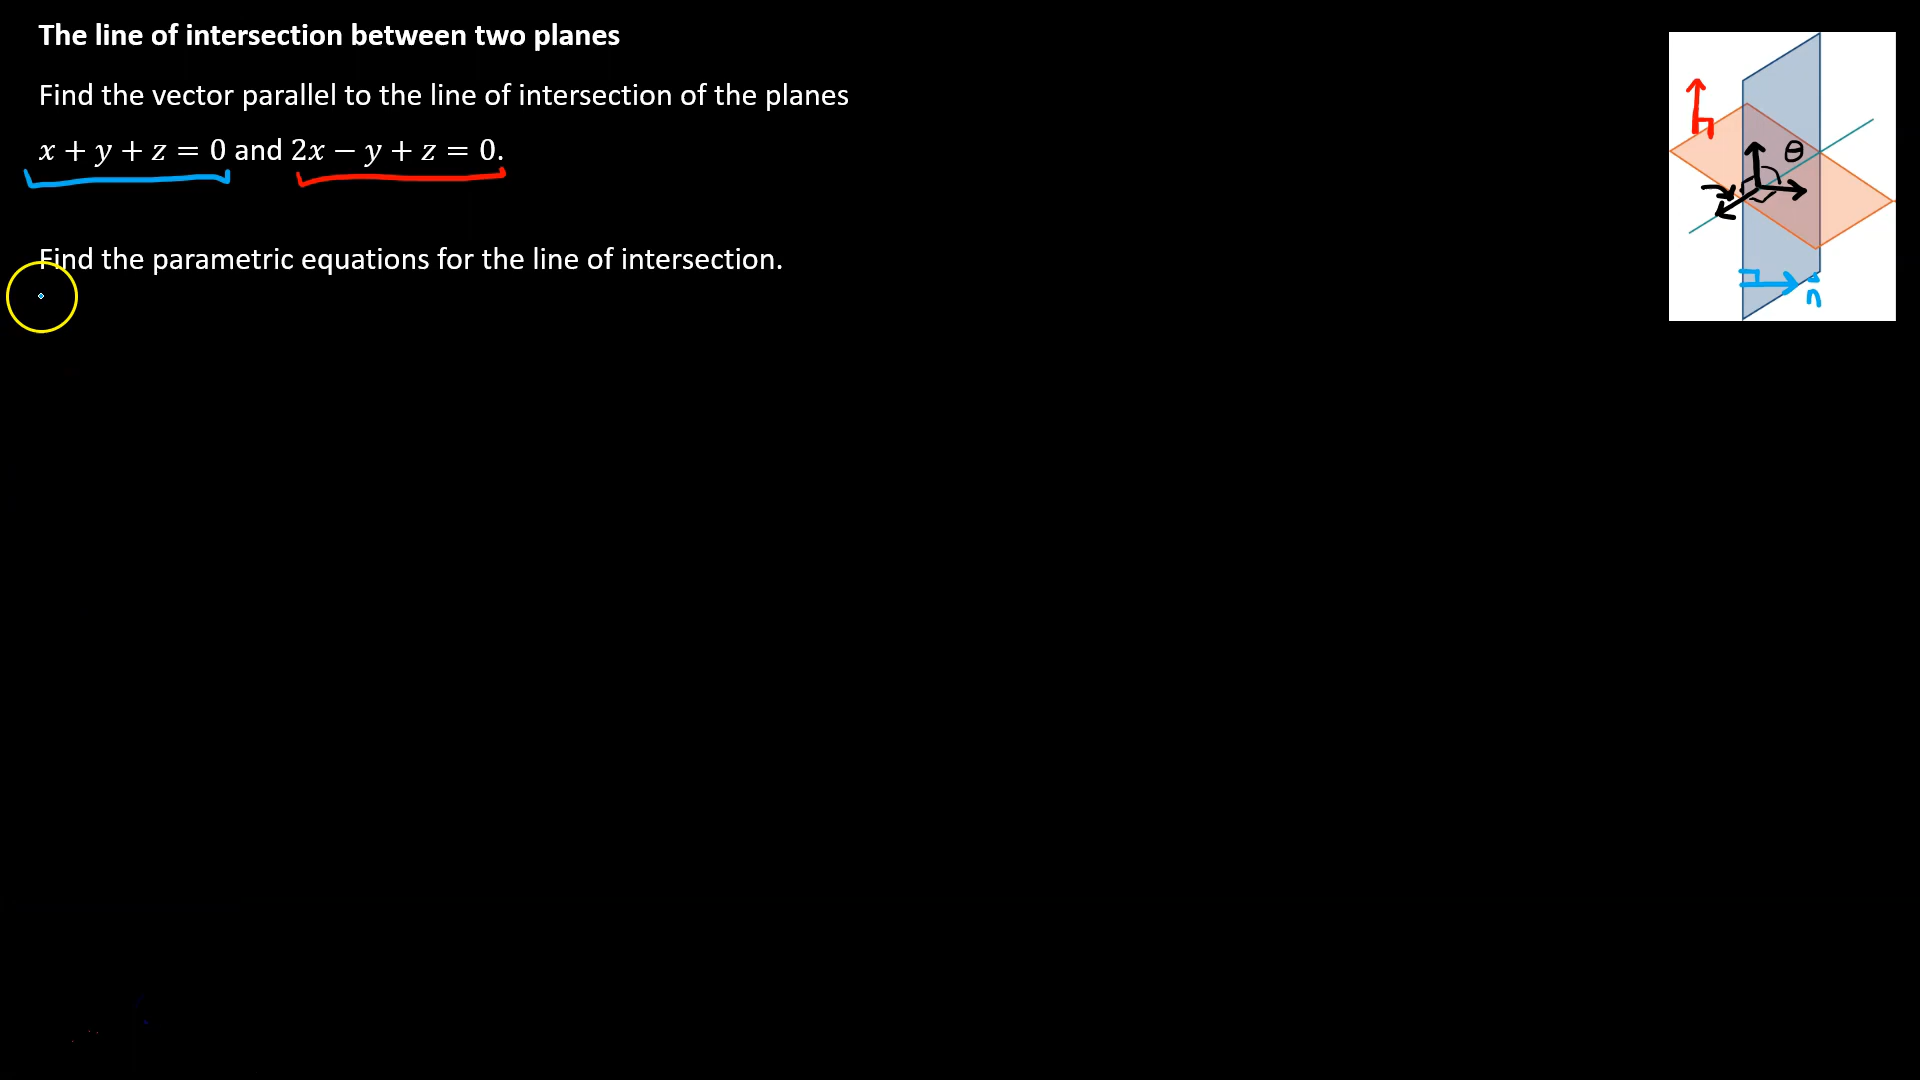 The line of intersection between two planes
Find the vector parallel to the line of intersection of the planes
x + y + z = 0 and 2x − y + z = 0.
θ
Find the parametric equations for the line of intersection.
n